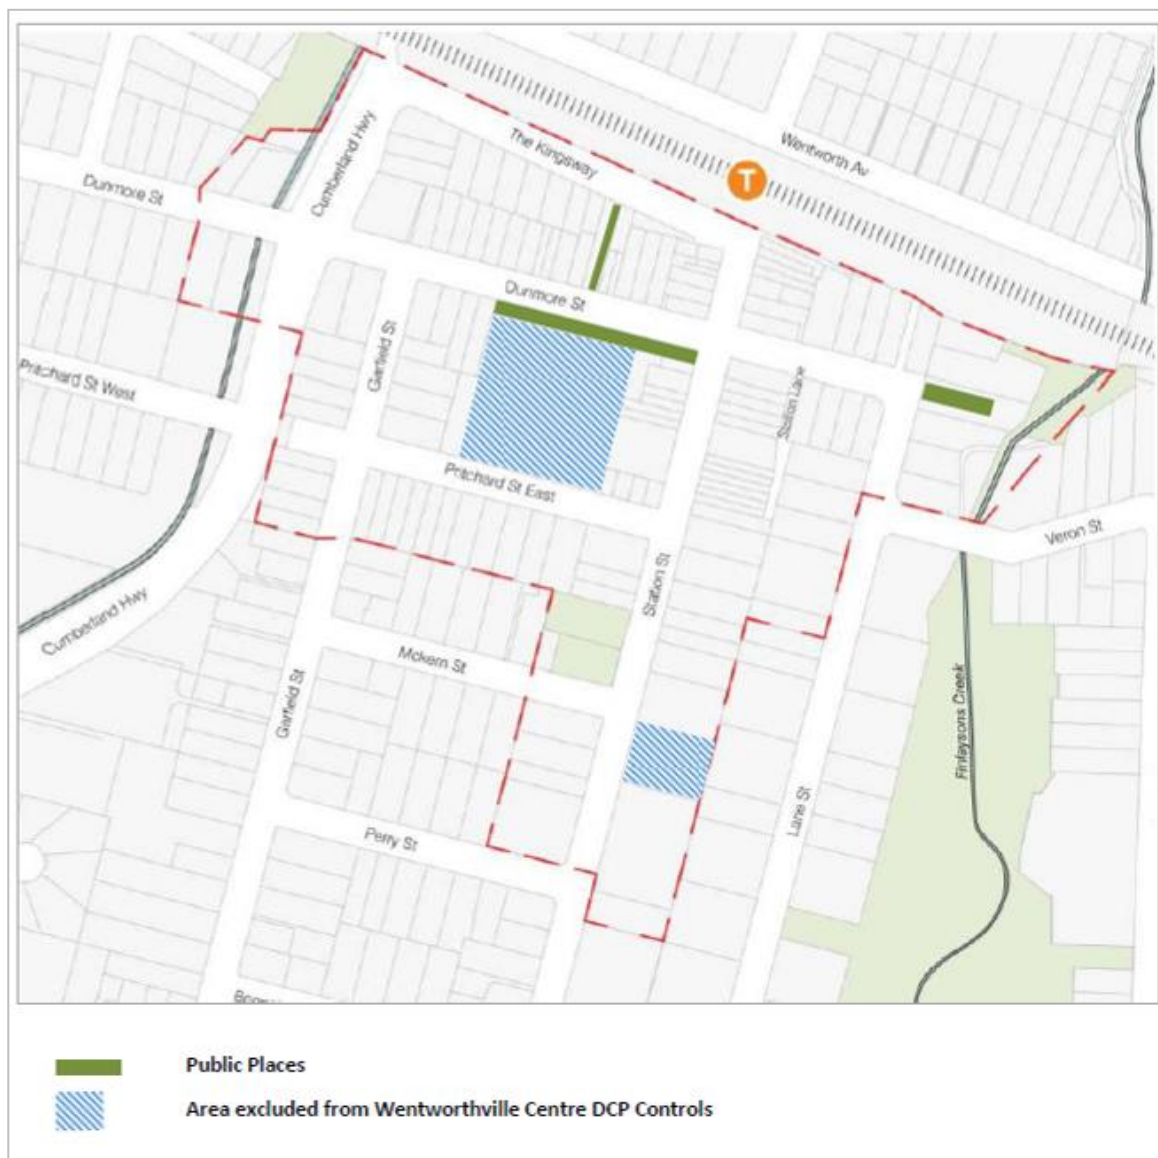 Wentworth Av
The Kingsway
Cumberland Hwy
T
Dunmore St
Dunmore St
Garfield St
Pritchard St West
Station Lane
Pritchard St East
Veron St
Station St
Cumberland Hwy
Mckern St
Garfield St
Finlaysons Creek
Lane St
Perry St
Public Places
Area excluded from Wentworthville Centre DCP Controls